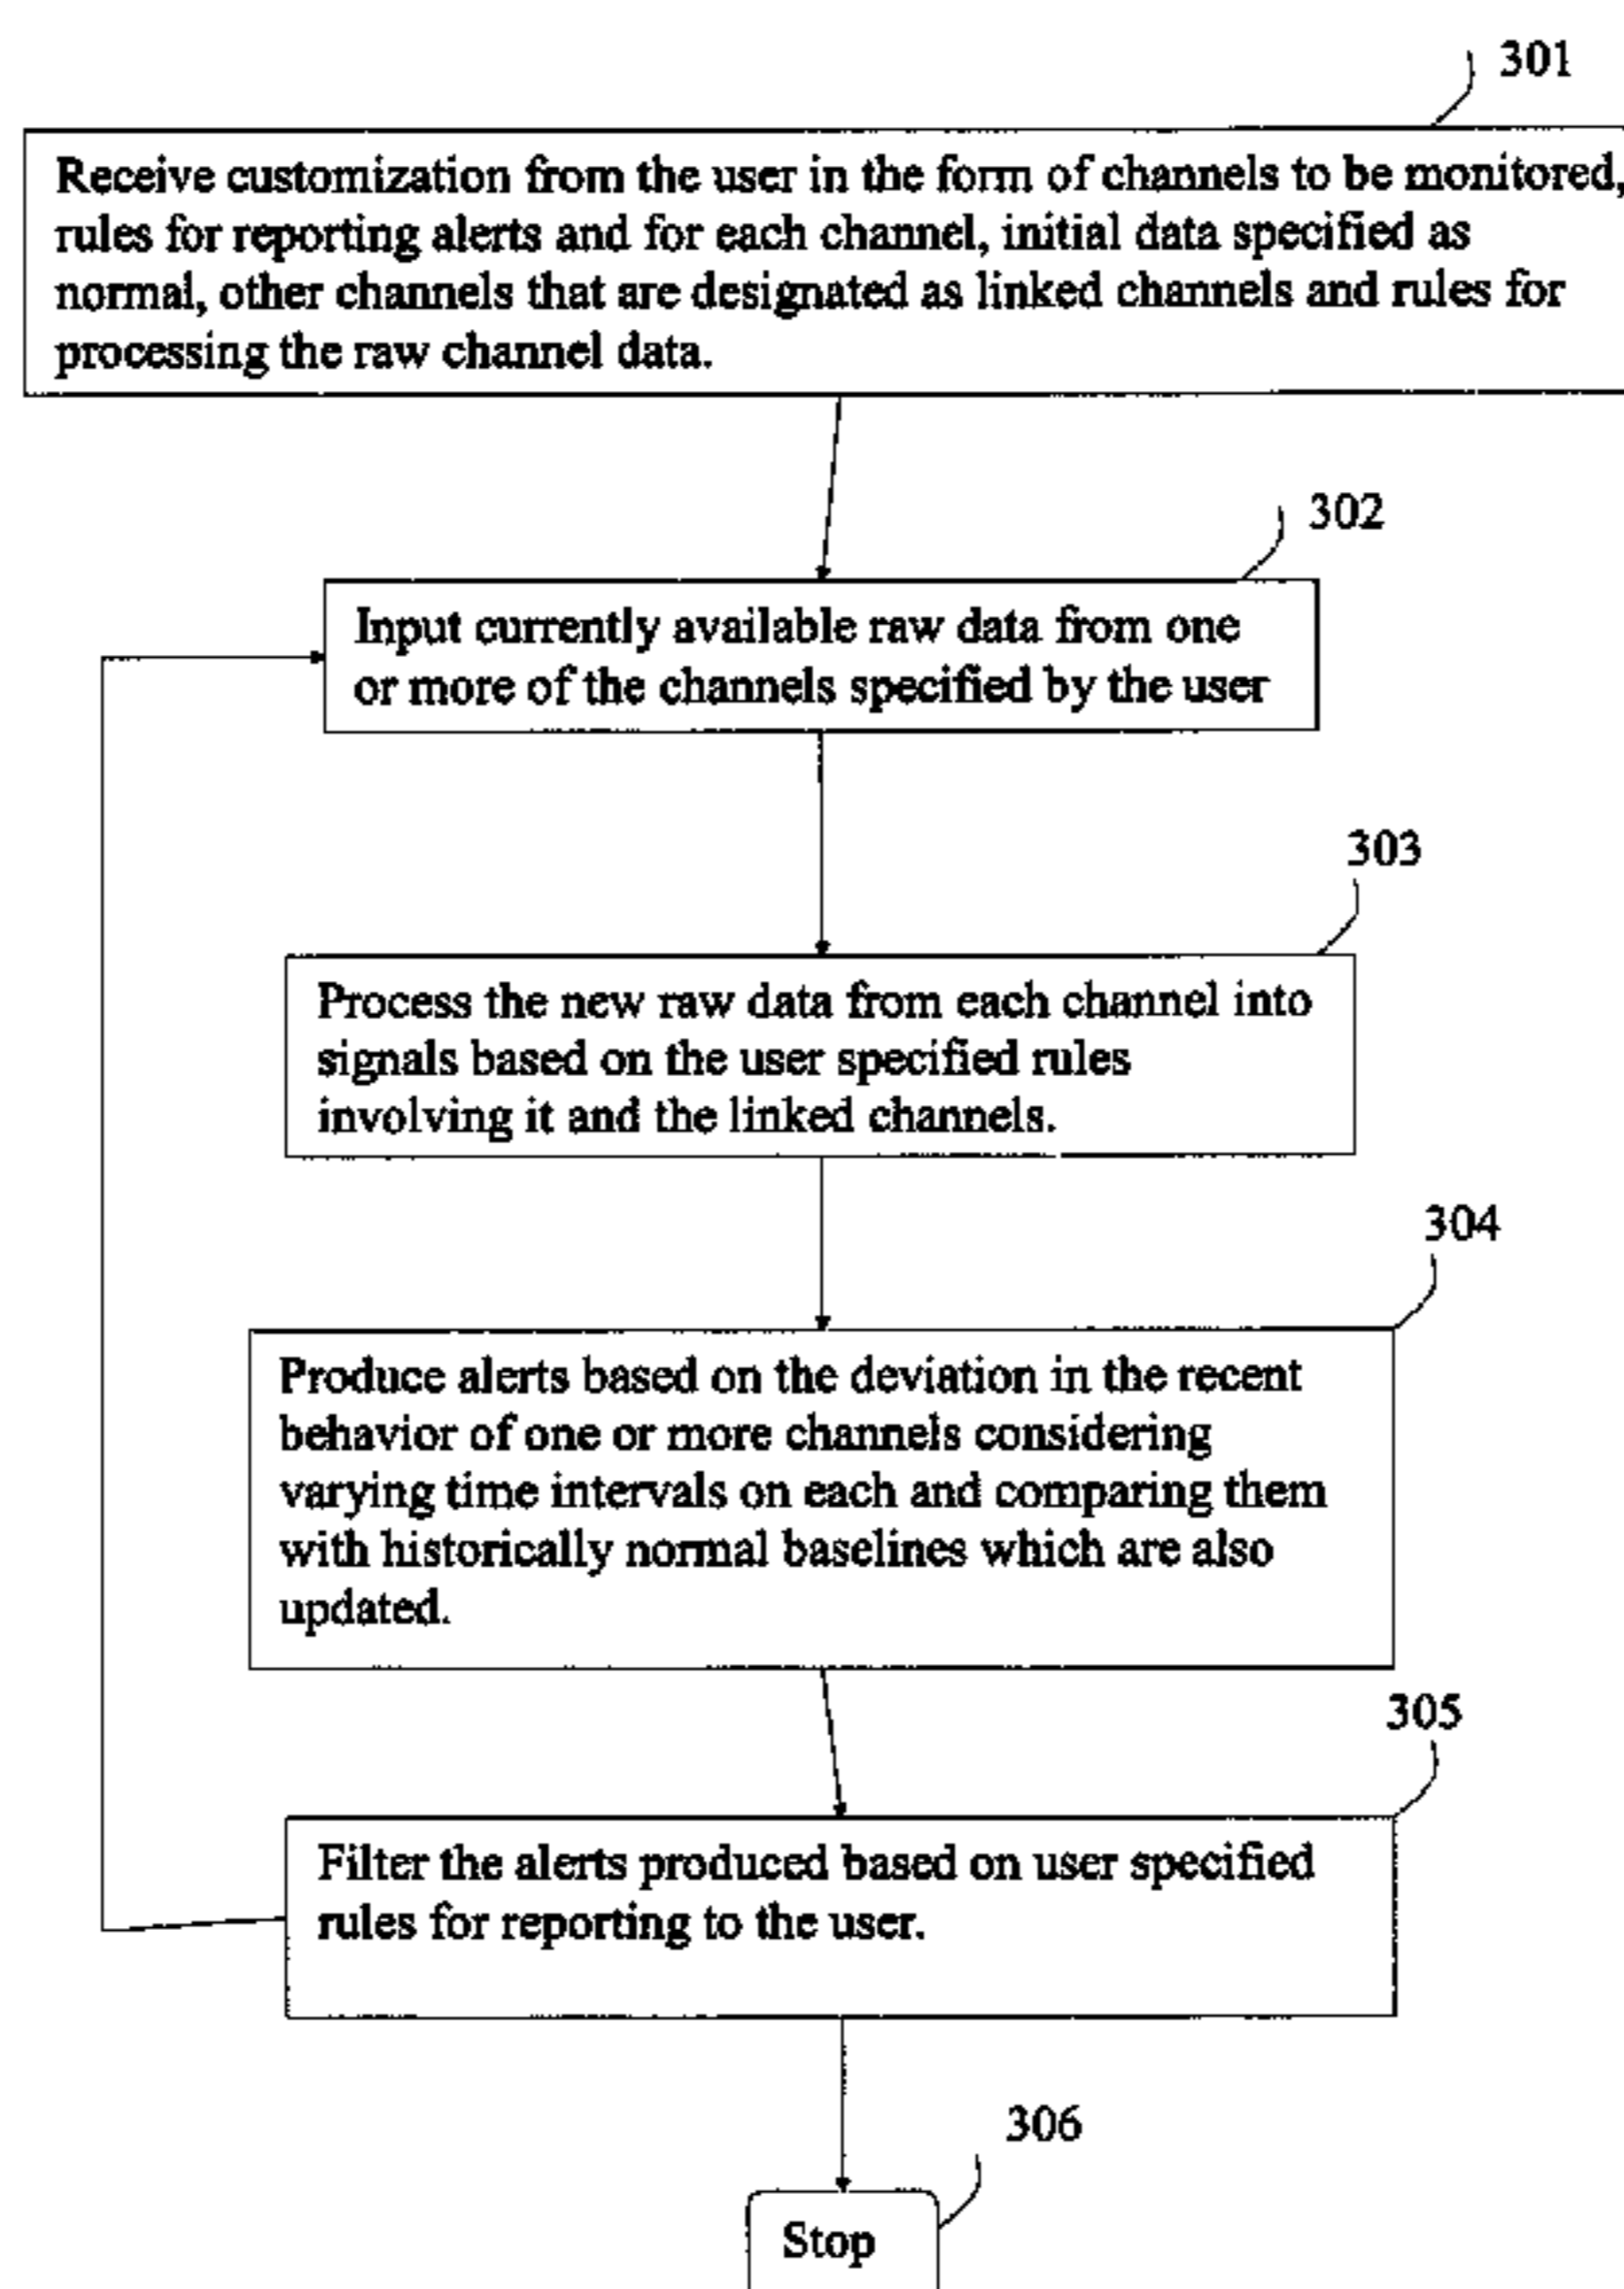 301
Receive customization from the user in the form of channels to be monitored,
rules for reporting alerts and for each channel, initial data specified as
normal, other channels that are designated as linked channels and rules for
processing the raw channel data.
302
Input currently available raw data from one
or more of the channels specified by the user
303
Process the new raw data from each channel into
signals based on the user specified rules
involving it and the linked channels.
304
Produce alerts based on the deviation in the recent
behavior of one or more channels considering
varying time intervals on each and comparing them
with historically normal baselines which are also
updated.
305
Filter the alerts produced based on user specified
rules for reporting to the user.
306
Stop